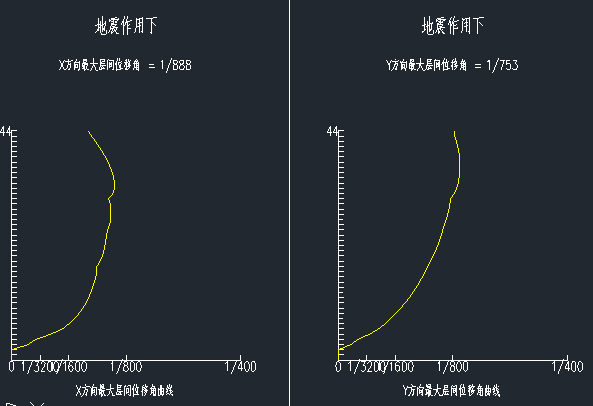 地震作用下
X方向最大层间位移角 = 1/888
44
0 1/3200 1/1600 1/800 1/400
X方向最大层间位移角曲线
地震作用下
Y方向最大层间位移角 = 1/753
44
0 1/3200 1/1600 1/800 1/400
Y方向最大层间位移角曲线